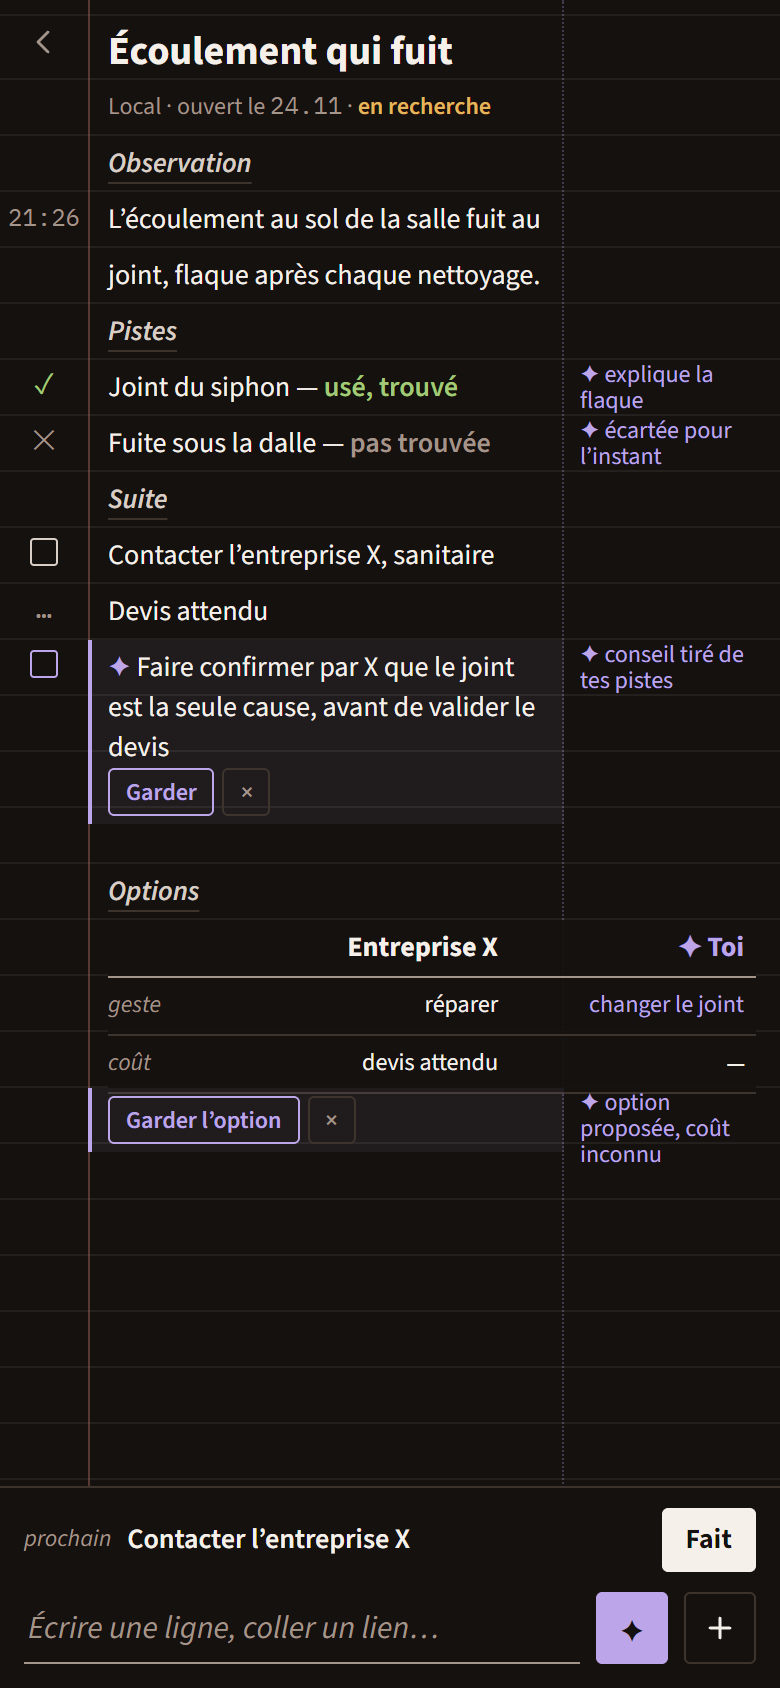 Écoulement qui fuit
Local · ouvert le 24.11 · en recherche
Observation
21:26 L’écoulement au sol de la salle fuit au
joint, flaque après chaque nettoyage.
Pistes
✓ Joint du siphon — usé, trouvé
✦ explique la
flaque
× Fuite sous la dalle — pas trouvée
✦ écartée pour
l’instant
Suite
Contacter l’entreprise X, sanitaire
… Devis attendu
✦ Faire confirmer par X que le joint
est la seule cause, avant de valider le
devis
✦ conseil tiré de
tes pistes
Garder ×
Options
Entreprise X ✦ Toi
geste réparer changer le joint
coût devis attendu —
Garder l’option ×
✦ option
proposée, coût
inconnu
prochain Contacter l’entreprise X Fait
Écrire une ligne, coller un lien… ✦ +